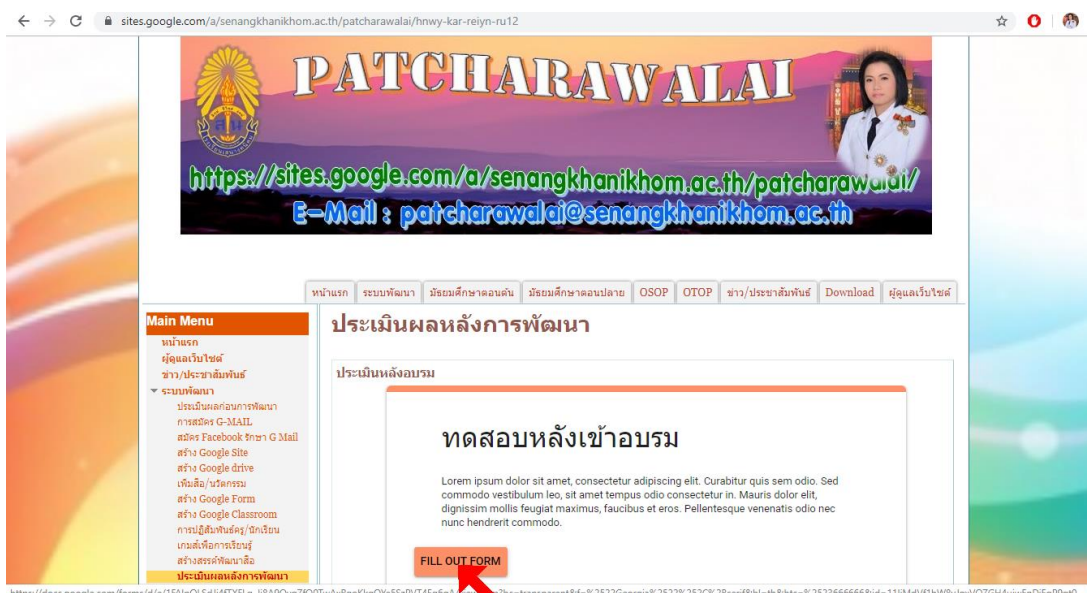 sites.google.com/a/senangkhanikhom.ac.th/patcharawalai/hnwy-kar-reiyn-ru12
PATCHARAWALAI
https://sites.google.com/a/senangkhanikhom.ac.th/patcharawalai/
E-Mail : patcharawalai@senangkhanikhom.ac.th
หน้าแรก ระบบพัฒนา มัธยมศึกษาตอนต้น มัธยมศึกษาตอนปลาย OSOP OTOP ข่าว/ประชาสัมพันธ์ Download ผู้ดูแลเว็บไซต์
Main Menu
หน้าแรก
ผู้ดูแลเว็บไซต์
ข่าว/ประชาสัมพันธ์
ระบบพัฒนา
ประเมินผลก่อนการพัฒนา
การสมัคร G-MAIL
สมัคร Facebook รักษา G Mail
สร้าง Google Site
สร้าง Google drive
เพิ่มสื่อ/นวัตกรรม
สร้าง Google Form
สร้าง Google Classroom
การปฏิสัมพันธ์ครู/นักเรียน
เกมส์เพื่อการเรียนรู้
สร้างสรรค์พัฒนาสื่อ
ประเมินผลหลังการพัฒนา
ประเมินผลหลังการพัฒนา
ประเมินหลังอบรม
ทดสอบหลังเข้าอบรม
Lorem ipsum dolor sit amet, consectetur adipiscing elit. Curabitur quis sem odio. Sed
commodo vestibulum leo, sit amet tempus odio consectetur in. Mauris dolor elit,
dignissim mollis feugiat maximus, faucibus et eros. Pellentesque venenatis odio nec
nunc hendrerit commodo.
FILL OUT FORM